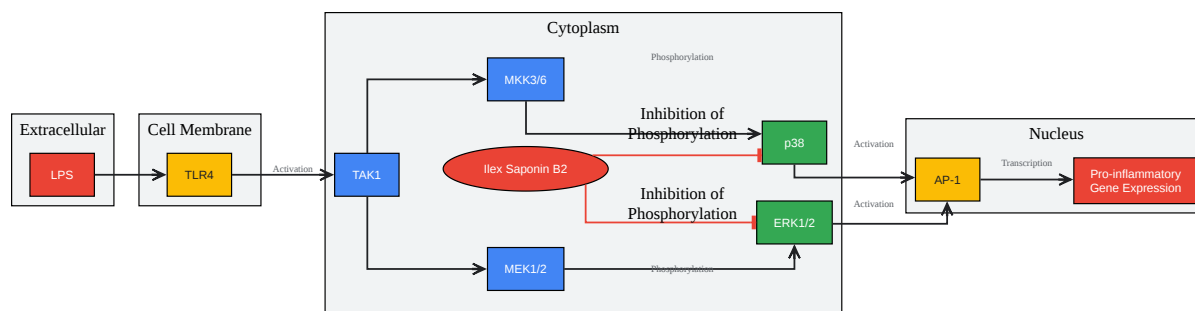 Cytoplasm
Phosphorylation
MKK3/6
Inhibition of
Phosphorylation
Extracellular
Cell Membrane
Nucleus
p38
Activation
LPS
TLR4
Activation
TAK1
Ilex Saponin B2
AP-1
Transcription
Pro-inflammatory
Gene Expression
Inhibition of
Phosphorylation
ERK1/2
Activation
MEK1/2
Phosphorylation